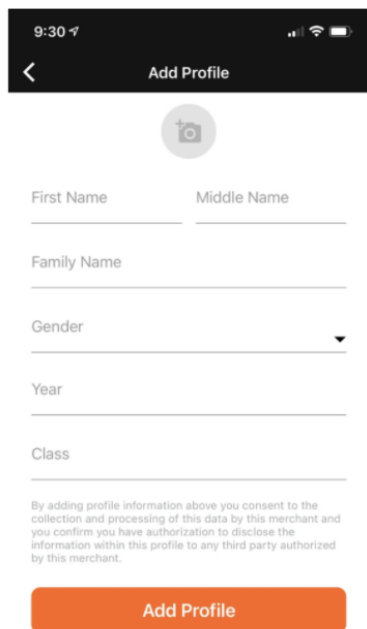 9:30
Add Profile
First Name Middle Name
Family Name
Gender
Year
Class
By adding profile information above you consent to the
collection and processing of this data by this merchant and
you confirm you have authorization to disclose the
information within this profile to any third party authorized
by this merchant.
Add Profile